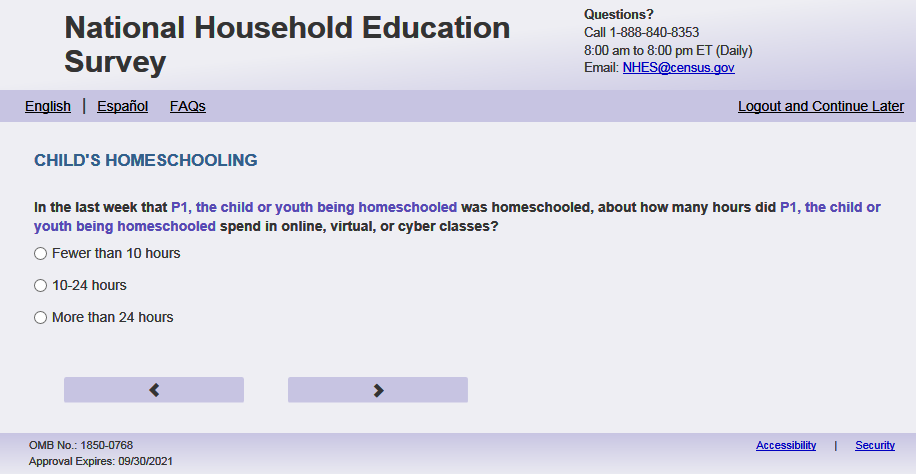 National Household Education
Survey
Questions?
Call 1-888-840-8353
8:00 am to 8:00 pm ET (Daily)
Email: NHES@census.gov
English | Español FAQs
Logout and Continue Later
CHILD'S HOMESCHOOLING
In the last week that P1, the child or youth being homeschooled was homeschooled, about how many hours did P1, the child or
youth being homeschooled spend in online, virtual, or cyber classes?
Fewer than 10 hours
10-24 hours
More than 24 hours
OMB No.: 1850-0768
Approval Expires: 09/30/2021
Accessibility | Security